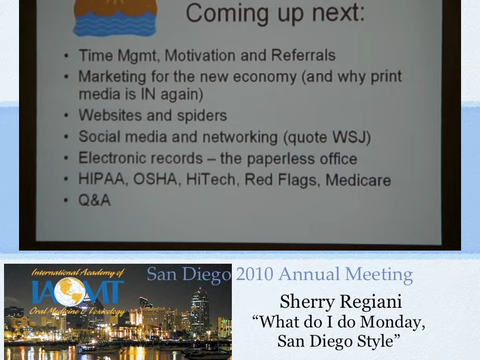 Coming up next:
• Time Mgmt, Motivation and Referrals
• Marketing for the new economy (and why print
media is IN again)
• Websites and spiders
• Social media and networking (quote WSJ)
• Electronic records – the paperless office
• HIPAA, OSHA, HiTech, Red Flags, Medicare
• Q&A
San Diego 2010 Annual Meeting
International Academy of
IAOMT
Oral Medicine & Toxicology
Sherry Regiani
“What do I do Monday,
San Diego Style”